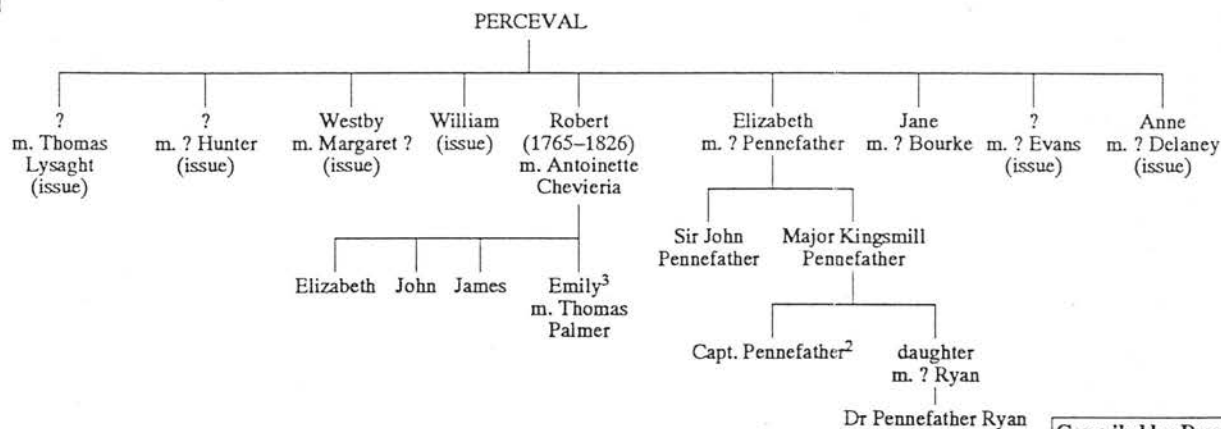 PERCEVAL
?
m. Thomas
Lysaght
(issue)
?
m. ? Hunter
(issue)
Westby
m. Margaret ?
(issue)
William
(issue)
Robert
(1765–1826)
m. Antoinette
Chevieria
Elizabeth
m. ? Pennefather
Jane
m. ? Bourke
?
m. ? Evans
(issue)
Anne
m. ? Delaney
(issue)
Elizabeth
John
James
Emily³
m. Thomas
Palmer
Sir John
Pennefather
Major Kingsmill
Pennefather
Capt. Pennefather²
daughter
m. ? Ryan
Dr Pennefather Ryan